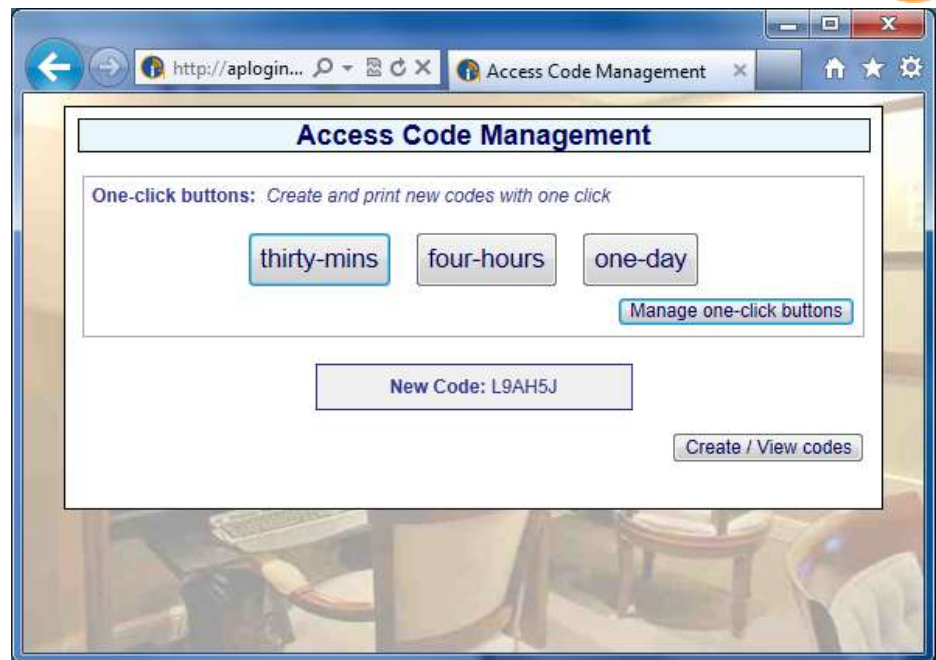 http://aplogin...
Access Code Management
Access Code Management
One-click buttons: Create and print new codes with one click
thirty-mins four-hours one-day
Manage one-click buttons
New Code: L9AH5J
Create / View codes